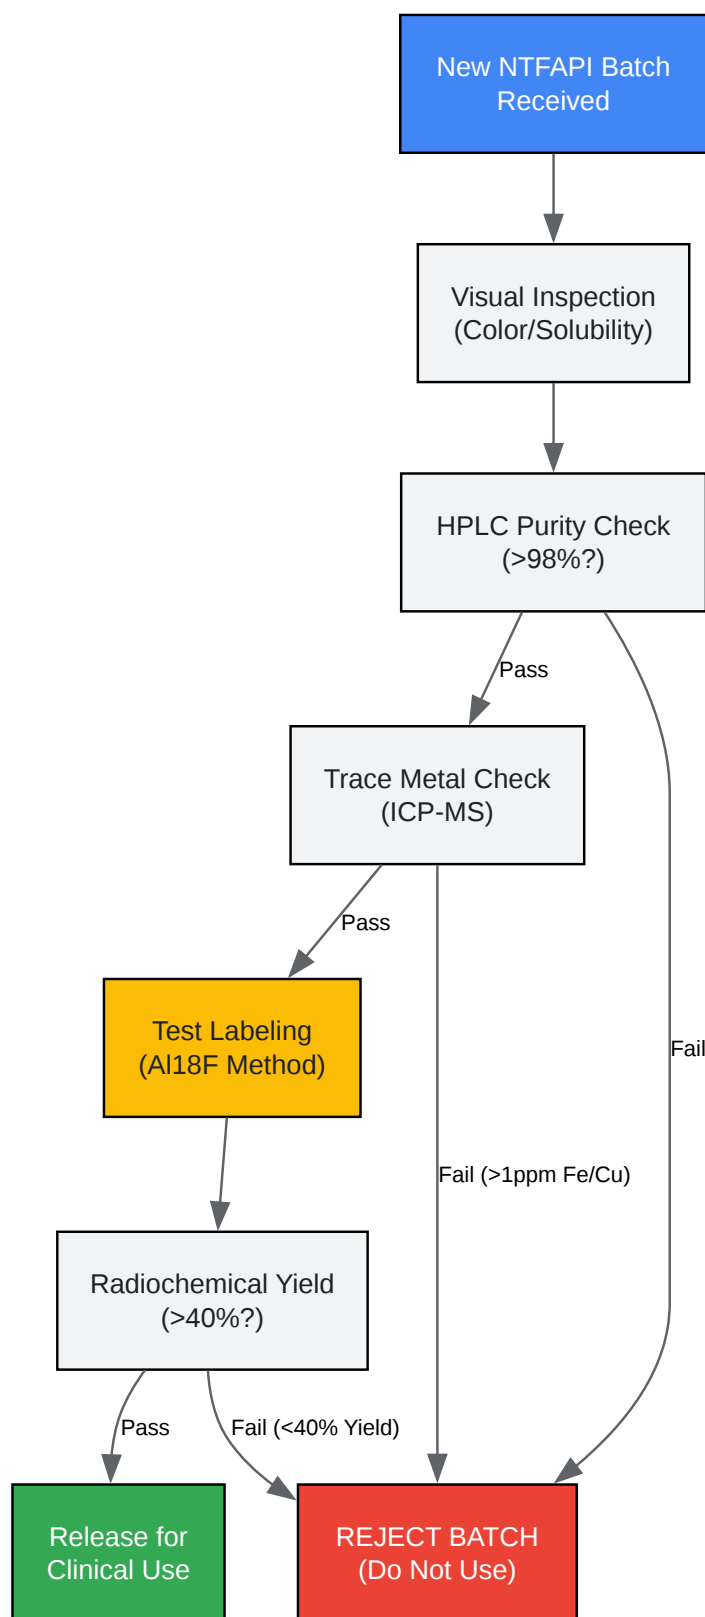 New NTFAPI Batch
Received
Visual Inspection
(Color/Solubility)
HPLC Purity Check
(>98%?)
Pass
Trace Metal Check
(ICP-MS)
Pass
Test Labeling
(Al18F Method)
Fail
Fail (>1ppm Fe/Cu)
Radiochemical Yield
(>40%?)
Pass
Fail (<40% Yield)
Release for
Clinical Use
REJECT BATCH
(Do Not Use)